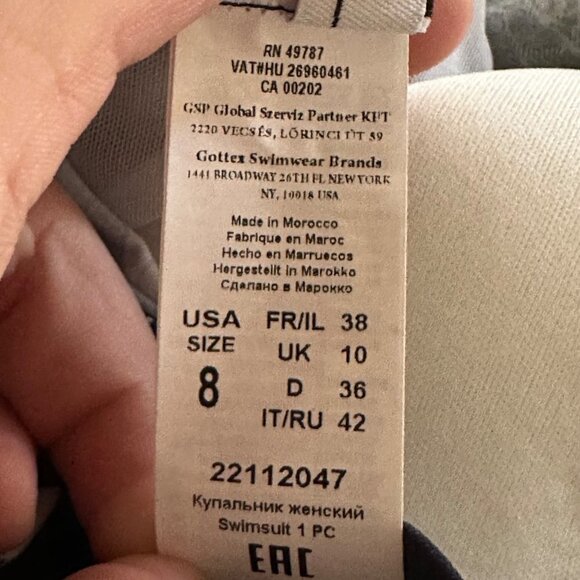 RN 49787
VAT#HU 26960461
CA 00202
GSP Global Szerviz Partner KFT
2220 VECSÉS, LŐRINCI ÚT 59
Gottex Swimwear Brands
1441 BROADWAY 26TH FL NEW YORK
NY, 10018 USA
Made in Morocco
Fabrique en Maroc
Hecho en Marruecos
Hergestellt in Marokko
Сделано в Марокко
USA FR/IL 38
SIZE UK 10
8 D 36
IT/RU 42
22112047
Купальник женский
Swimsuit 1 PC
EAC